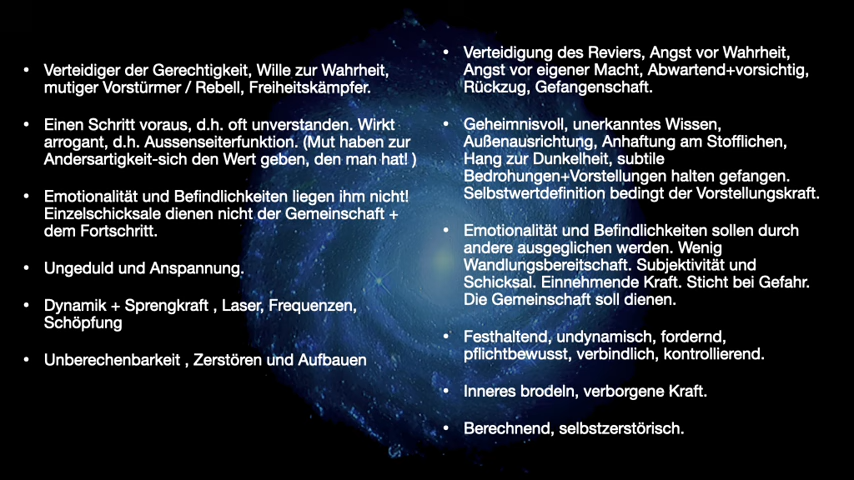 • Verteidiger der Gerechtigkeit, Wille zur Wahrheit,
mutiger Vorstürmer / Rebell, Freiheitskämpfer.
• Einen Schritt voraus, d.h. oft unverstanden. Wirkt
arrogant, d.h. Aussenseiterfunktion. (Mut haben zur
Andersartigkeit-sich den Wert geben, den man hat! )
• Emotionalität und Befindlichkeiten liegen ihm nicht!
Einzelschicksale dienen nicht der Gemeinschaft +
dem Fortschritt.
• Ungeduld und Anspannung.
• Dynamik + Sprengkraft , Laser, Frequenzen,
Schöpfung
• Unberechenbarkeit , Zerstören und Aufbauen
• Verteidigung des Reviers, Angst vor Wahrheit,
Angst vor eigener Macht, Abwartend+vorsichtig,
Rückzug, Gefangenschaft.
• Geheimnisvoll, unerkanntes Wissen,
Außenausrichtung, Anhaftung am Stofflichen,
Hang zur Dunkelheit, subtile
Bedrohungen+Vorstellungen halten gefangen.
Selbstwertdefinition bedingt der Vorstellungskraft.
• Emotionalität und Befindlichkeiten sollen durch
andere ausgeglichen werden. Wenig
Wandlungsbereitschaft. Subjektivität und
Schicksal. Einnehmende Kraft. Sticht bei Gefahr.
Die Gemeinschaft soll dienen.
• Festhaltend, undynamisch, fordernd,
pflichtbewusst, verbindlich, kontrollierend.
• Inneres brodeln, verborgene Kraft.
• Berechnend, selbstzerstörisch.